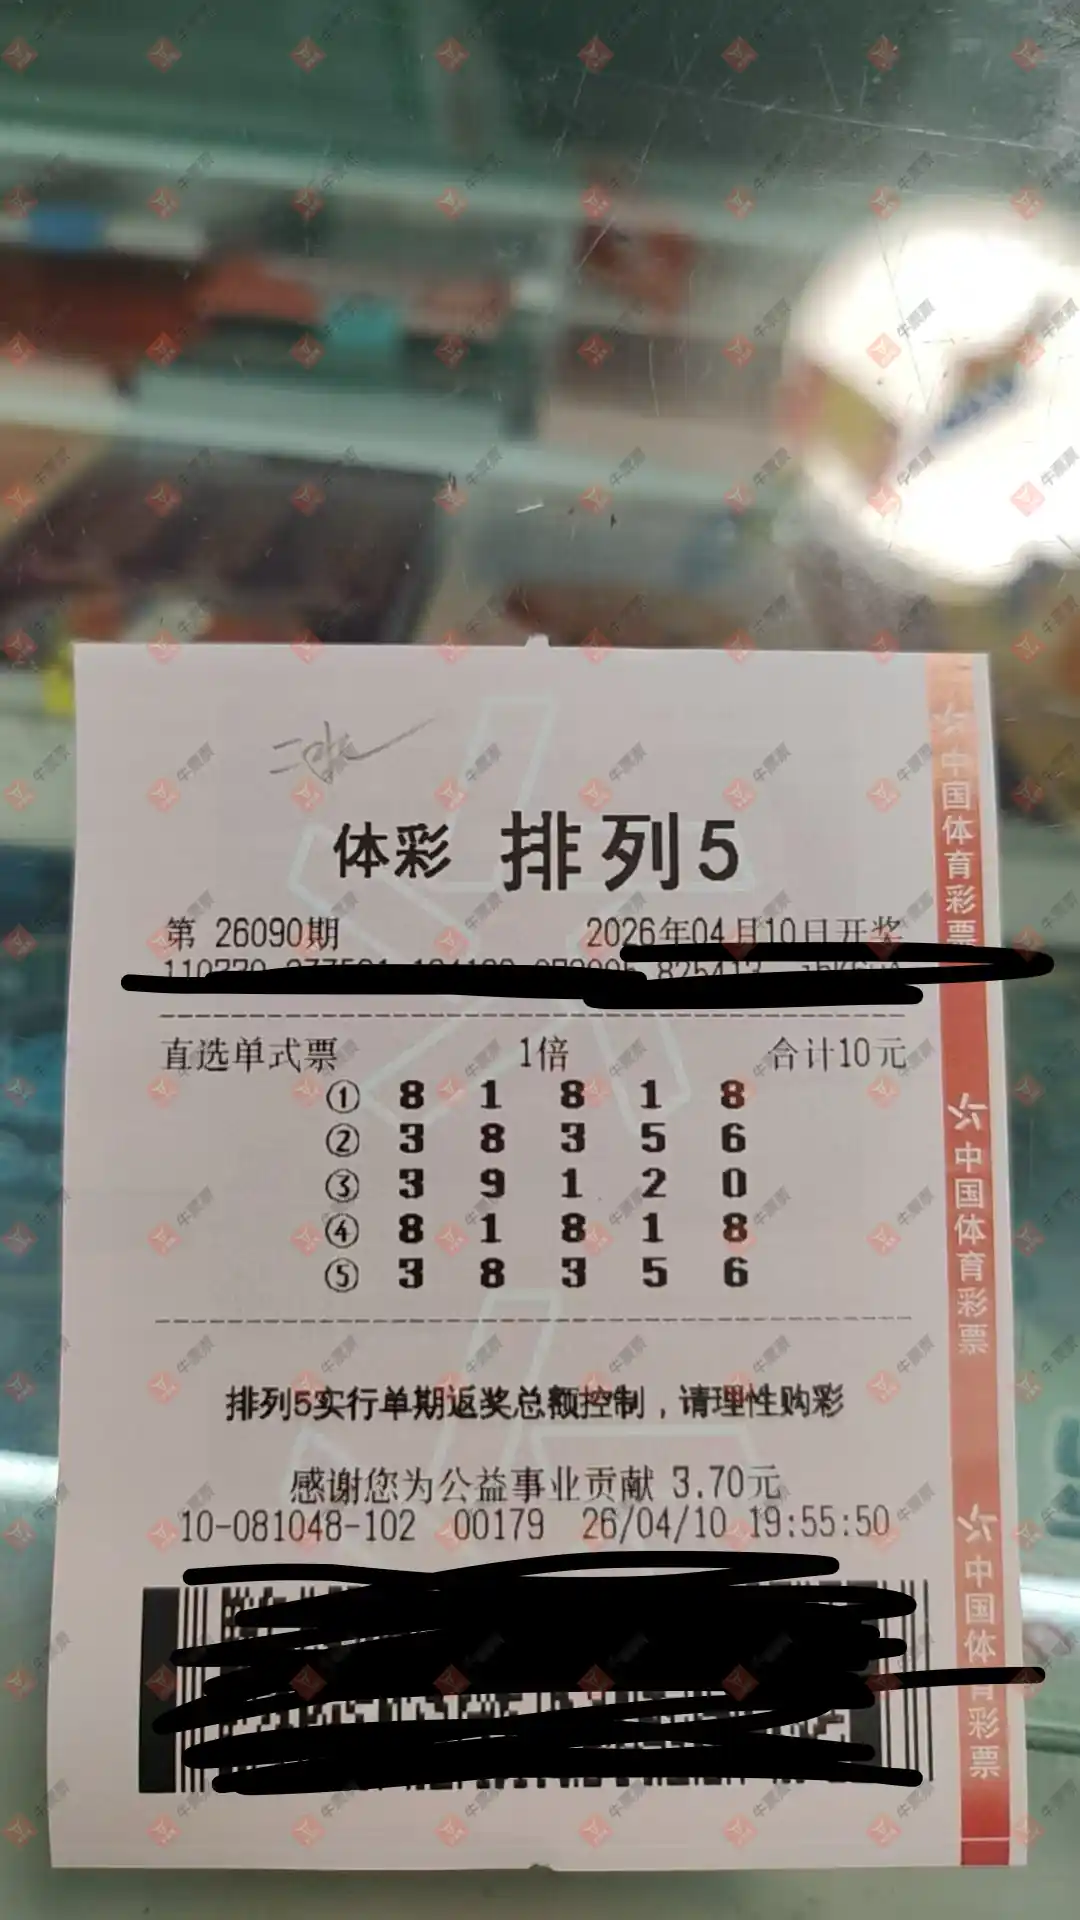 体彩 排列5
第 26090期 2026年04月10日开奖
直选单式票 1倍 合计10元
① 8 1 8 1 8
② 3 8 3 5 6
③ 3 9 1 2 0
④ 8 1 8 1 8
⑤ 3 8 3 5 6
排列5实行单期返奖总额控制，请理性购彩
感谢您为公益事业贡献 3.70元
10-081048-102 00179 26/04/10 19:55:50
中国体育彩票
中国体育彩票
中国体育彩票
牛票票